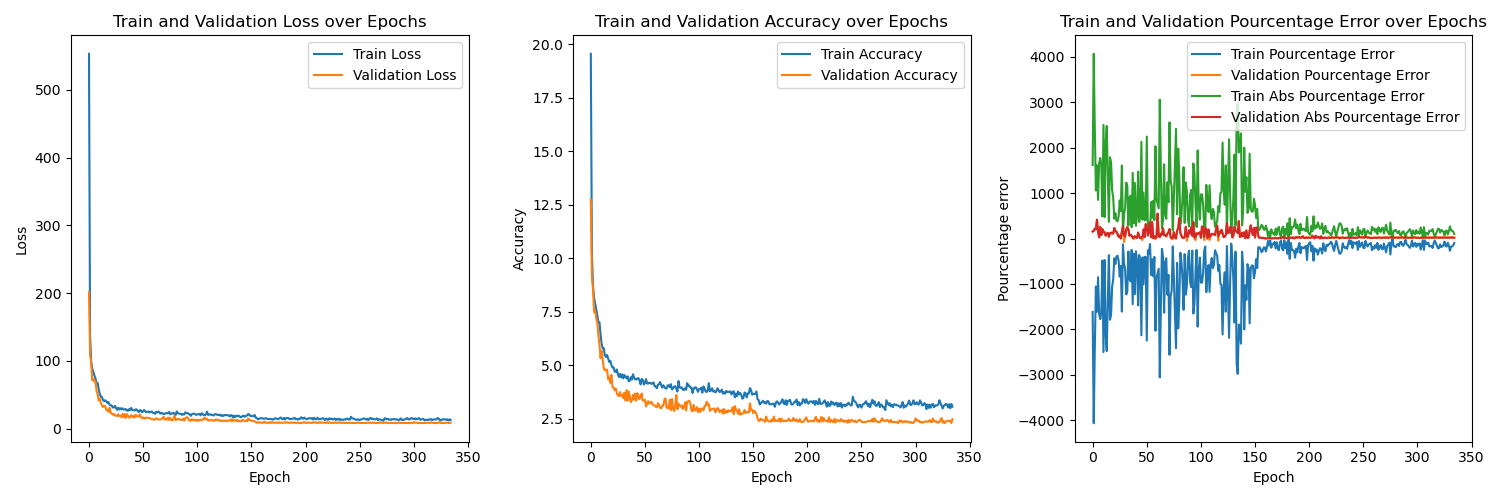 Train and Validation Loss over Epochs
Train Loss
Validation Loss
500
400
300
200
100
0
Loss
0 50 100 150 200 250 300 350
Epoch
Train and Validation Accuracy over Epochs
Train Accuracy
Validation Accuracy
20.0
17.5
15.0
12.5
10.0
7.5
5.0
2.5
Accuracy
0 50 100 150 200 250 300 350
Epoch
Train and Validation Pourcentage Error over Epochs
Train Pourcentage Error
Validation Pourcentage Error
Train Abs Pourcentage Error
Validation Abs Pourcentage Error
4000
3000
2000
1000
0
−1000
−2000
−3000
−4000
Pourcentage error
0 50 100 150 200 250 300 350
Epoch